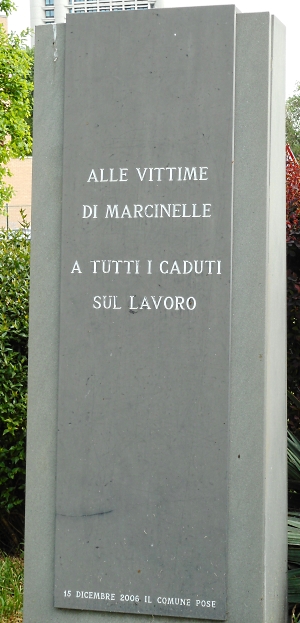 ALLE VITTIME
DI MARCINELLE
A TUTTI I CADUTI
SUL LAVORO
15 DICEMBRE 2006 IL COMUNE POSE